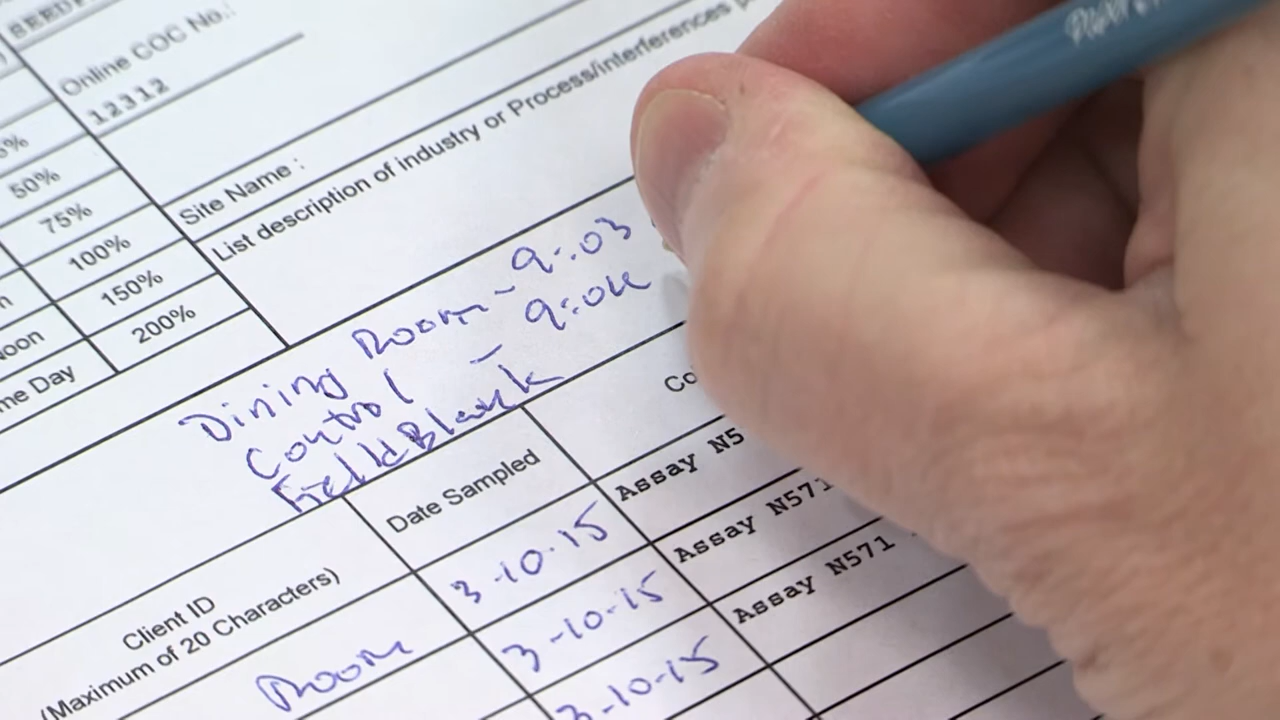 Online COC No.:
12312
50%
75%
100%
150%
200%
Site Name :
List description of industry or Process/interferences
Dining Room - 9:03
Control - 9:04
Field Blank
Client ID
(Maximum of 20 Characters)
Date Sampled
Room
3-10-15
3-10-15
3-10-15
Assay N5
Assay N571
Assay N571